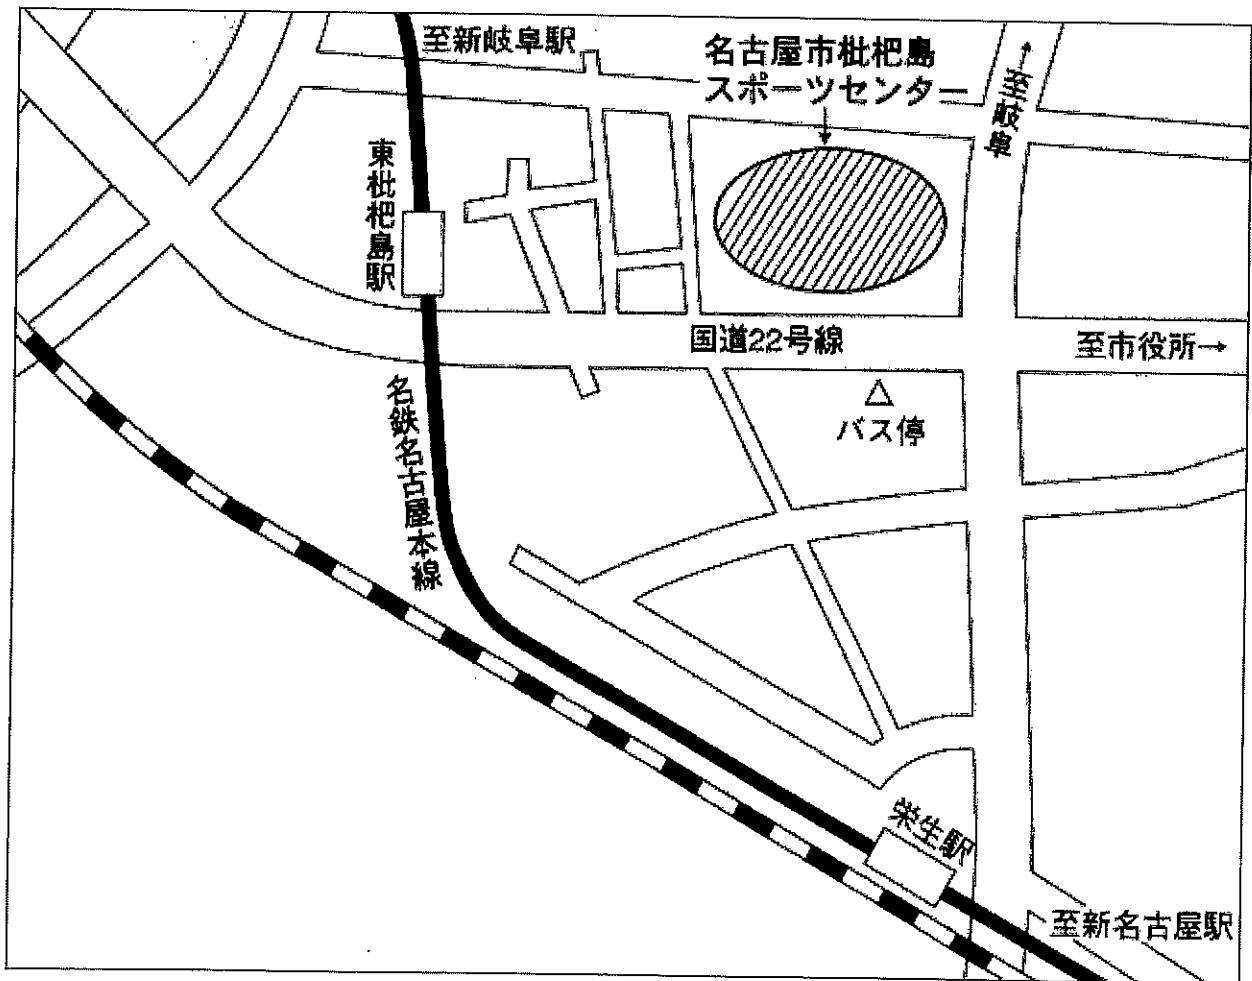 至新岐阜駅
名古屋市枇杷島
スポーツセンター
→至岐阜
東枇杷島駅
国道22号線
至市役所→
バス停
名鉄名古屋本線
栄生駅
至新名古屋駅